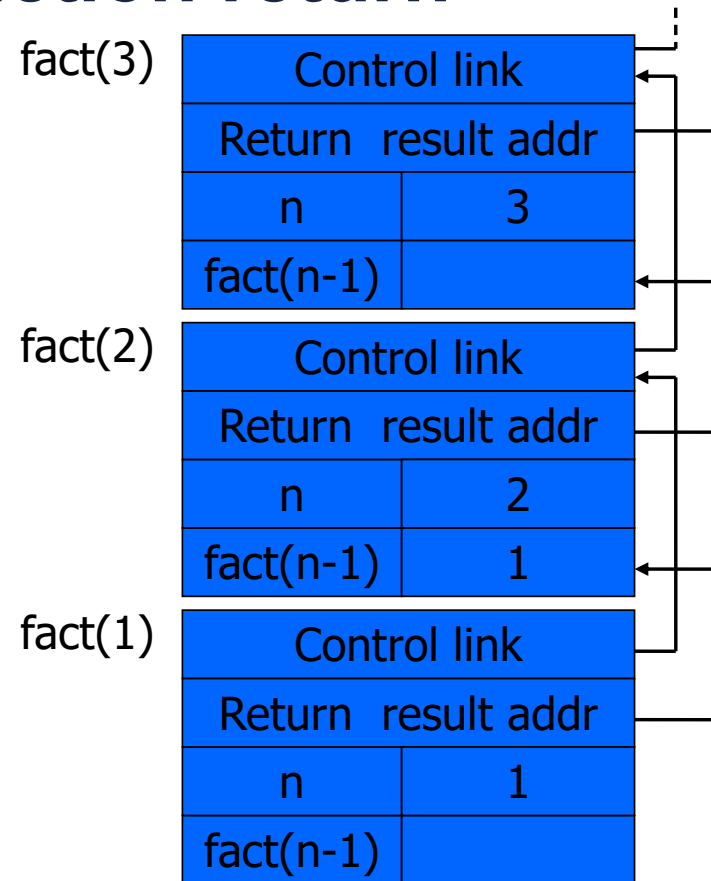 fact(3)
Control link
Return result addr
n 3
fact(n-1)
fact(2)
Control link
Return result addr
n 2
fact(n-1) 1
fact(1)
Control link
Return result addr
n 1
fact(n-1)